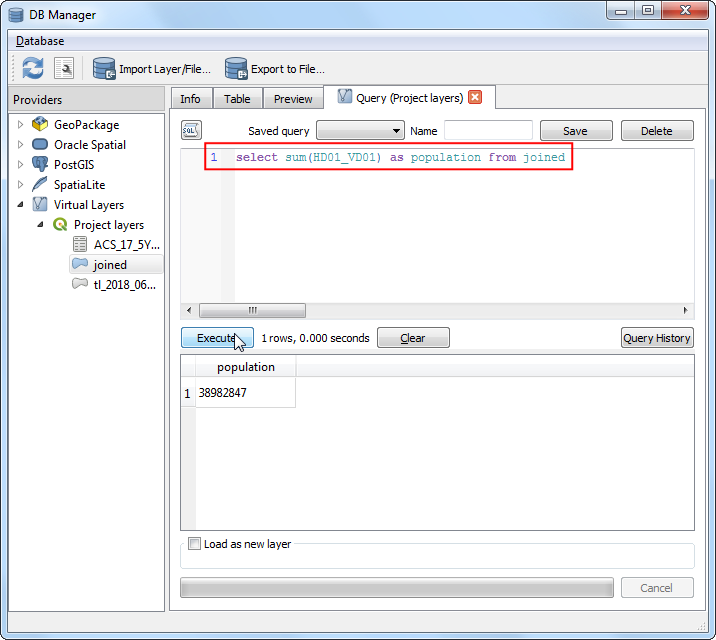 DB Manager
Database
Import Layer/File... Export to File...
Providers
GeoPackage
Oracle Spatial
PostGIS
SpatiaLite
Virtual Layers
Project layers
ACS_17_5Y...
joined
tl_2018_06...
Info Table Preview Query (Project layers)
SQL Saved query Name Save Delete
1 select sum(HD01_VD01) as population from joined
Execute 1 rows, 0.000 seconds Clear Query History
population
1 38982847
Load as new layer
Cancel